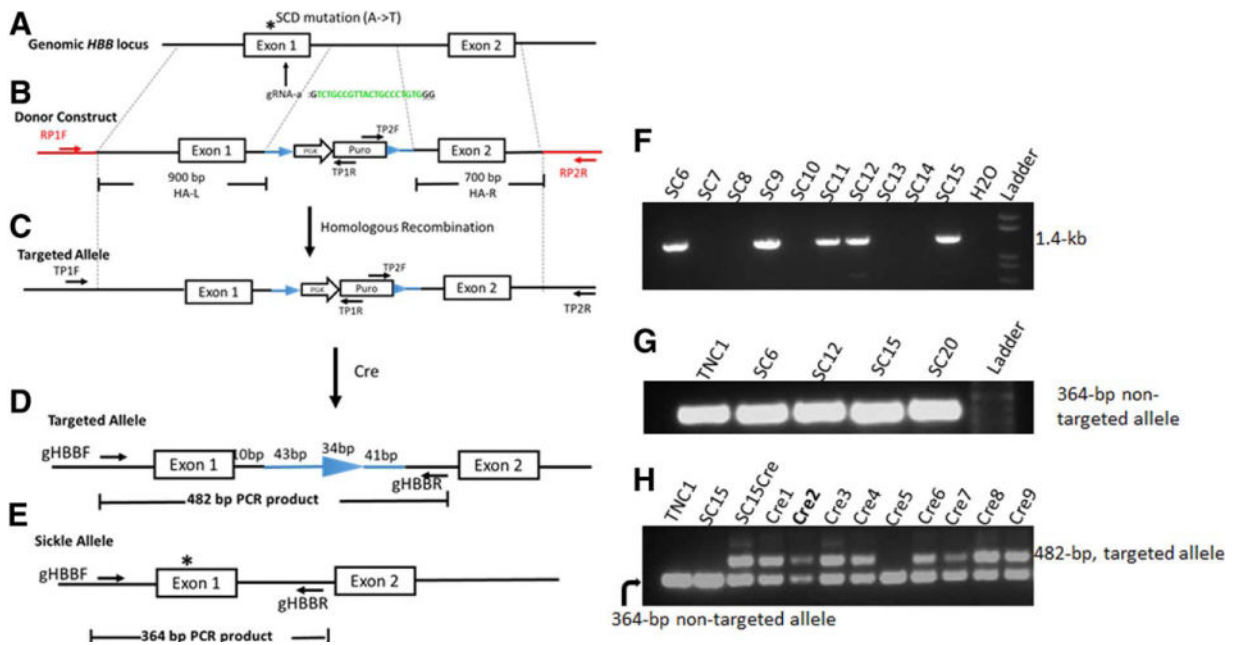 A
*SCD mutation (A->T)
Genomic HBB locus
Exon 1
Exon 2
gRNA-a :GTCTGCCGTTACTGCCCTGTGGG
B
Donor Construct
RP1F
Exon 1
PGK
Puro
TP2F
TP1R
Exon 2
RP2R
900 bp
HA-L
700 bp
HA-R
Homologous Recombination
C
Targeted Allele
TP1F
Exon 1
PGK
Puro
TP2F
TP1R
Exon 2
TP2R
Cre
D
Targeted Allele
gHBBF
Exon 1
10bp
43bp
34bp
41bp
gHBBR
Exon 2
482 bp PCR product
E
Sickle Allele
gHBBF
*
Exon 1
gHBBR
Exon 2
364 bp PCR product
F
SC6 SC7 SC8 SC9 SC10 SC11 SC12 SC13 SC14 SC15 H2O Ladder
1.4-kb
G
TNC1 SC6 SC12 SC15 SC20 Ladder
364-bp non-
targeted allele
H
TNC1 SC15 SC15Cre Cre1 Cre2 Cre3 Cre4 Cre5 Cre6 Cre7 Cre8 Cre9
482-bp, targeted allele
364-bp non-targeted allele